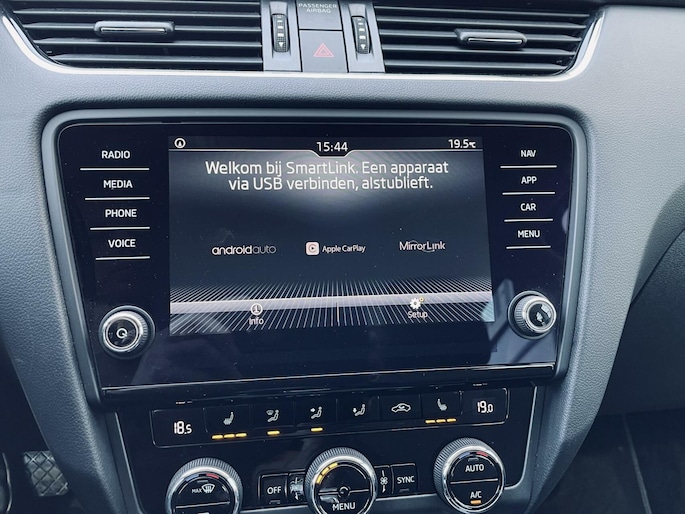 PASSENGER
AIRBAG
15:44
19.5°C
Welkom bij SmartLink. Een apparaat
via USB verbinden, alstublieft.
RADIO
MEDIA
PHONE
VOICE
NAV
APP
CAR
MENU
androidauto
Apple CarPlay
MirrorLink
Info
Setup
18.5
19.0
MAX
OFF
MENU
SYNC
AUTO
A/C